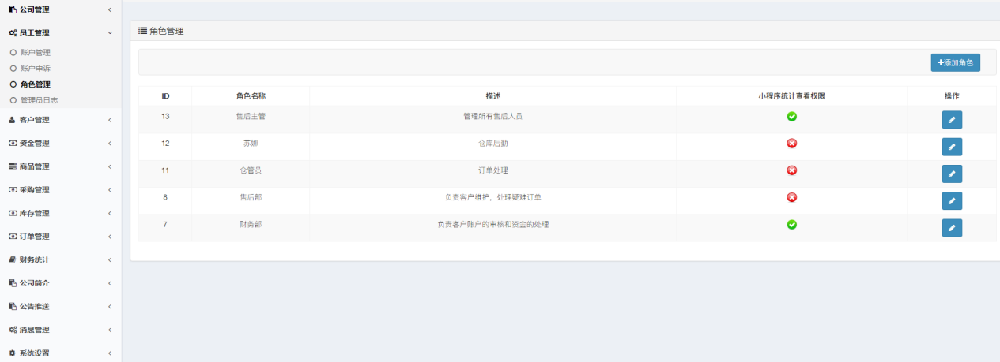 公司管理
员工管理
账户管理
账户申诉
角色管理
管理员日志
客户管理
资金管理
商品管理
采购管理
库存管理
订单管理
财务统计
公司简介
公告推送
消息管理
系统设置
角色管理
添加角色
ID 角色名称 描述 小程序统计查看权限 操作
13 售后主管 管理所有售后人员
12 苏娜 仓库后勤
11 仓管员 订单处理
8 售后部 负责客户维护，处理疑难订单
7 财务部 负责客户账户的审核和资金的处理